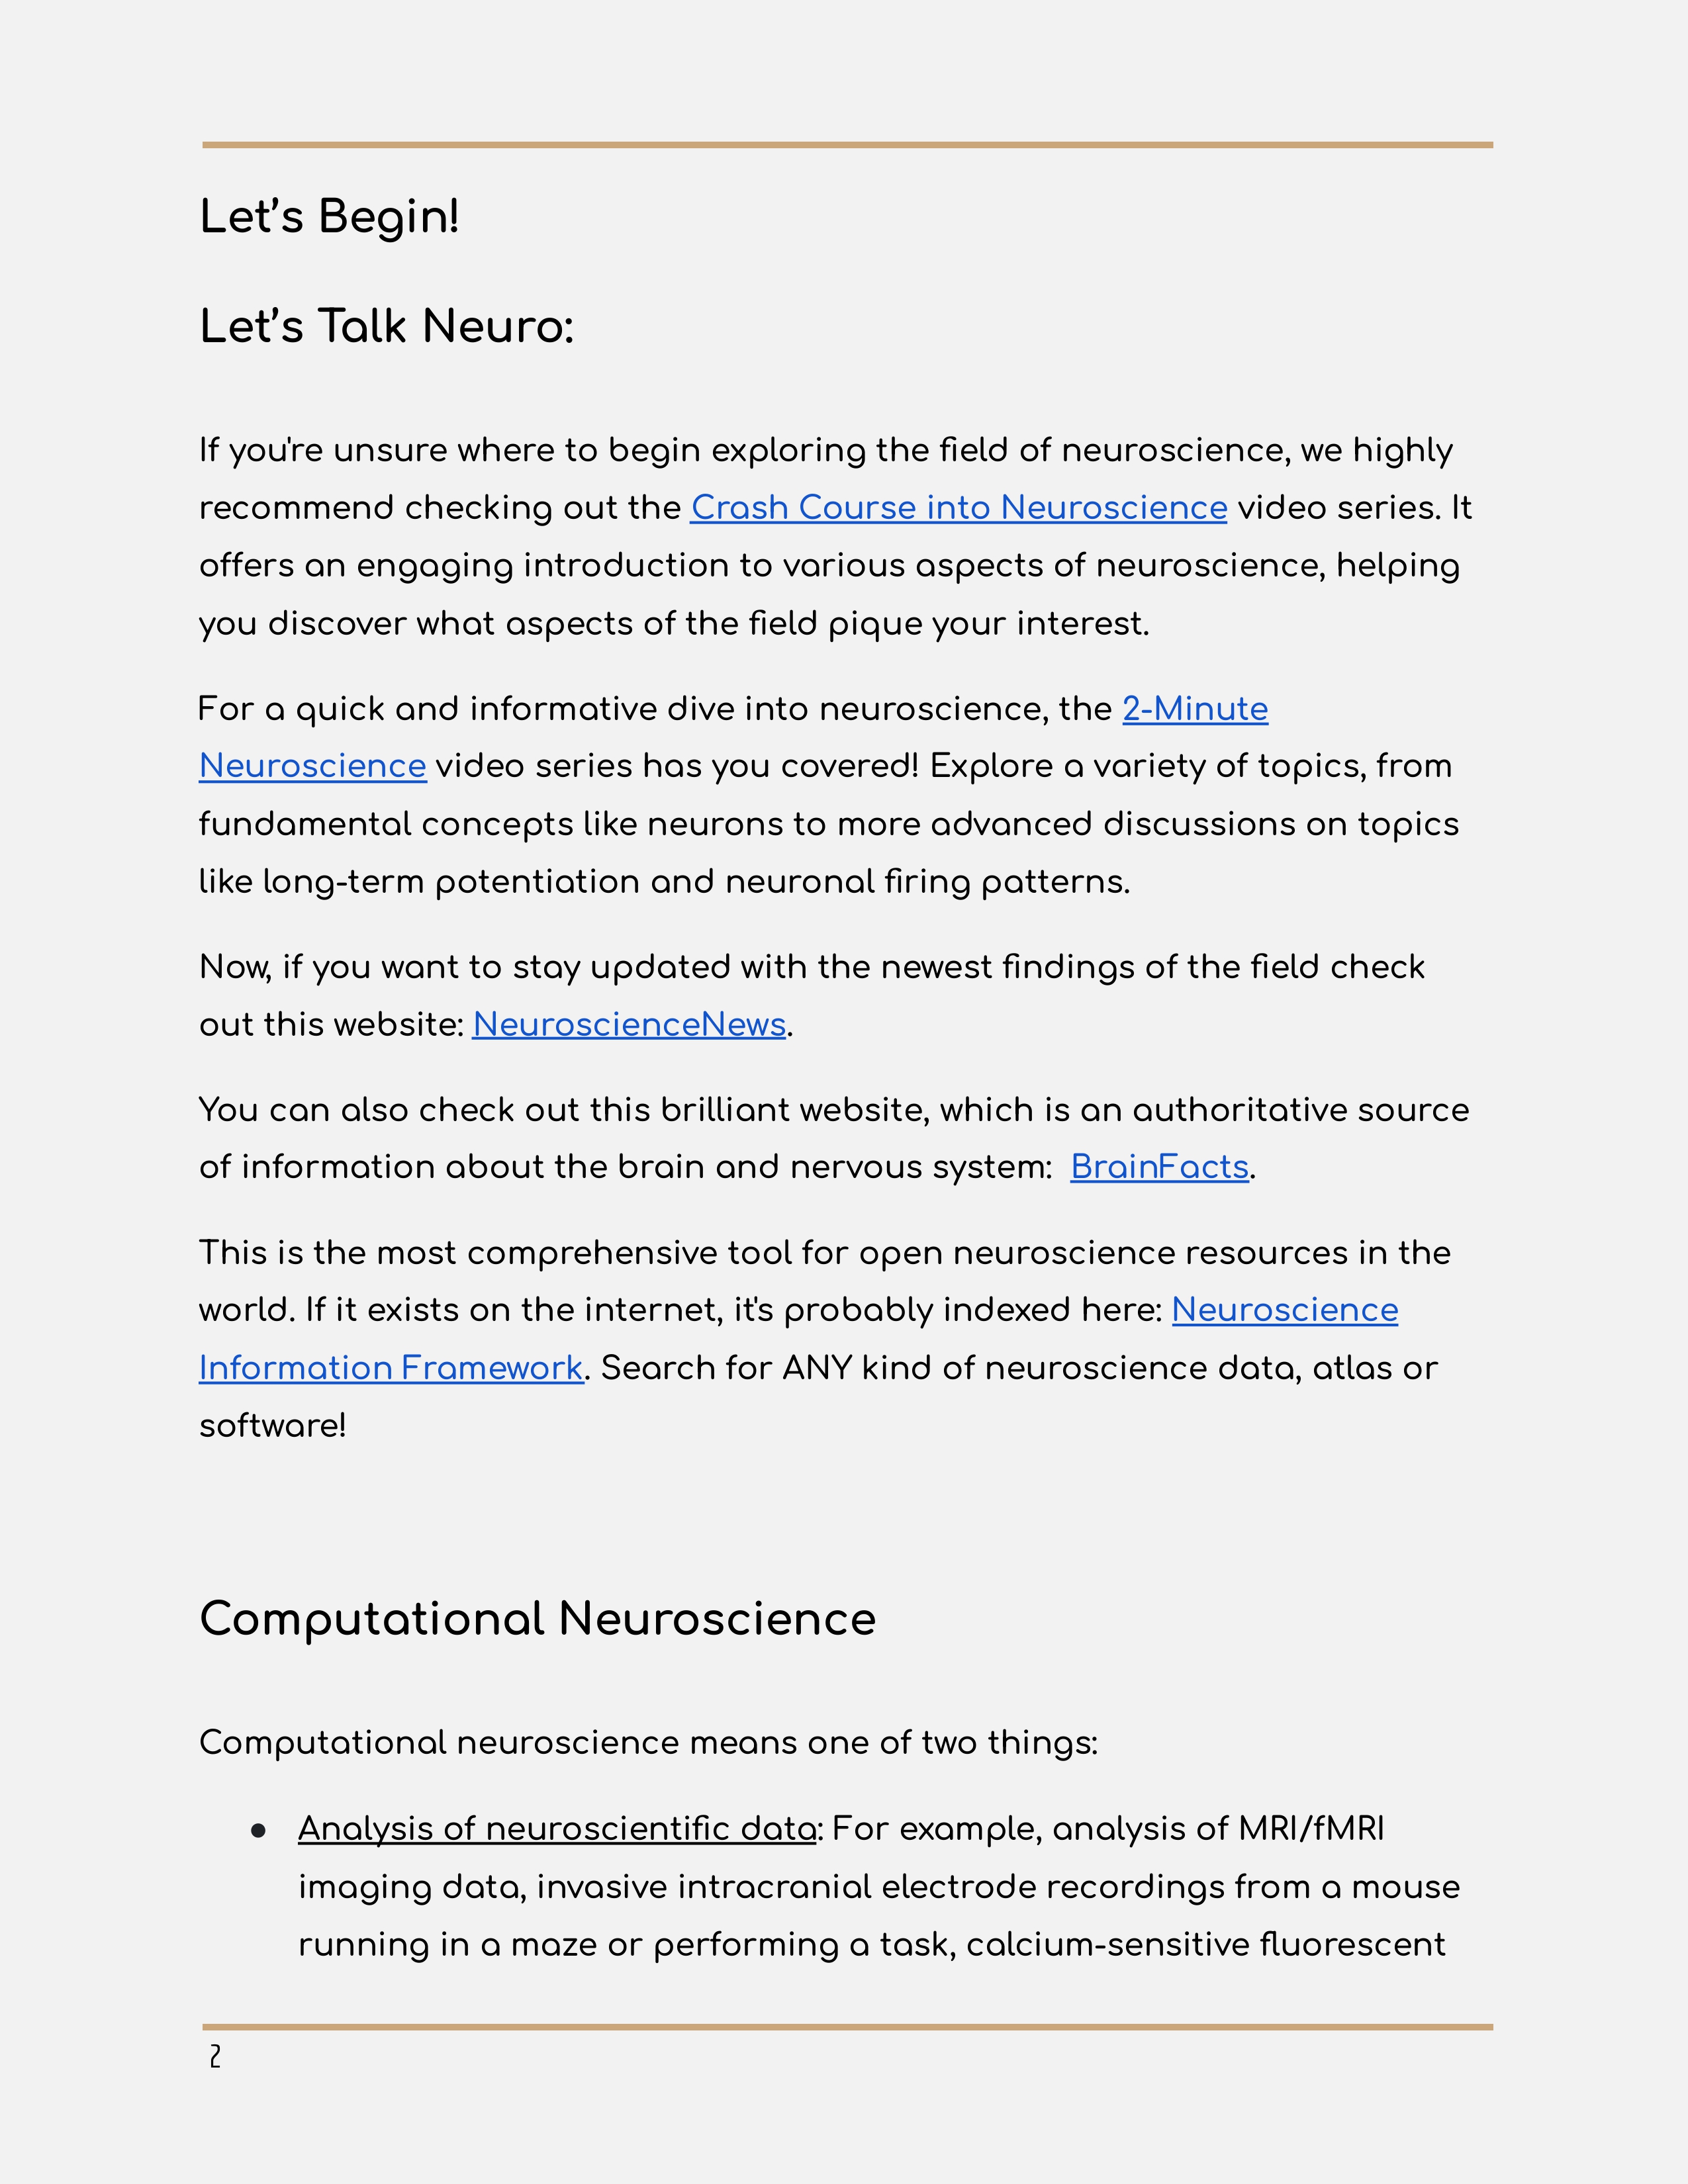 Let’s Begin!
Let’s Talk Neuro:
If you're unsure where to begin exploring the field of neuroscience, we highly
recommend checking out the Crash Course into Neuroscience video series. It
offers an engaging introduction to various aspects of neuroscience, helping
you discover what aspects of the field pique your interest.
For a quick and informative dive into neuroscience, the 2-Minute
Neuroscience video series has you covered! Explore a variety of topics, from
fundamental concepts like neurons to more advanced discussions on topics
like long-term potentiation and neuronal firing patterns.
Now, if you want to stay updated with the newest findings of the field check
out this website: NeuroscienceNews.
You can also check out this brilliant website, which is an authoritative source
of information about the brain and nervous system:  BrainFacts.
This is the most comprehensive tool for open neuroscience resources in the
world. If it exists on the internet, it's probably indexed here: Neuroscience
Information Framework. Search for ANY kind of neuroscience data, atlas or
software!
Computational Neuroscience
Computational neuroscience means one of two things:
● Analysis of neuroscientific data: For example, analysis of MRI/fMRI
imaging data, invasive intracranial electrode recordings from a mouse
running in a maze or performing a task, calcium-sensitive fluorescent
2